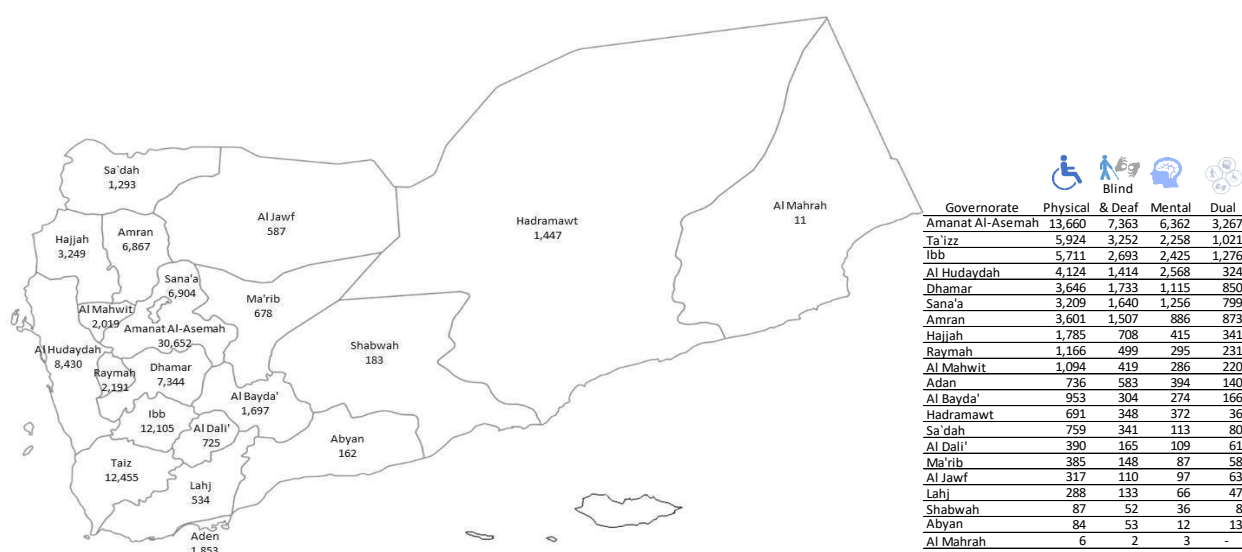 Sa`dah
1,293
Al Jawf
587
Hadramawt
1,447
Al Mahrah
11
Hajjah
3,249
Amran
6,867
Sana'a
6,904
Ma'rib
678
Al Mahwit
2,019
Amanat Al-Asemah
30,652
Al Hudaydah
8,430
Raymah
2,191
Dhamar
7,344
Shabwah
183
Al Bayda'
1,697
Ibb
12,105
Al Dali'
725
Abyan
162
Taiz
12,455
Lahj
534
Aden
1,853
Blind
Governorate Physical & Deaf Mental Dual
Amanat Al-Asemah 13,660 7,363 6,362 3,267
Ta`izz 5,924 3,252 2,258 1,021
Ibb 5,711 2,693 2,425 1,276
Al Hudaydah 4,124 1,414 2,568 324
Dhamar 3,646 1,733 1,115 850
Sana'a 3,209 1,640 1,256 799
Amran 3,601 1,507 886 873
Hajjah 1,785 708 415 341
Raymah 1,166 499 295 231
Al Mahwit 1,094 419 286 220
Adan 736 583 394 140
Al Bayda' 953 304 274 166
Hadramawt 691 348 372 36
Sa`dah 759 341 113 80
Al Dali' 390 165 109 61
Ma'rib 385 148 87 58
Al Jawf 317 110 97 63
Lahj 288 133 66 47
Shabwah 87 52 36 8
Abyan 84 53 12 13
Al Mahrah 6 2 3 -